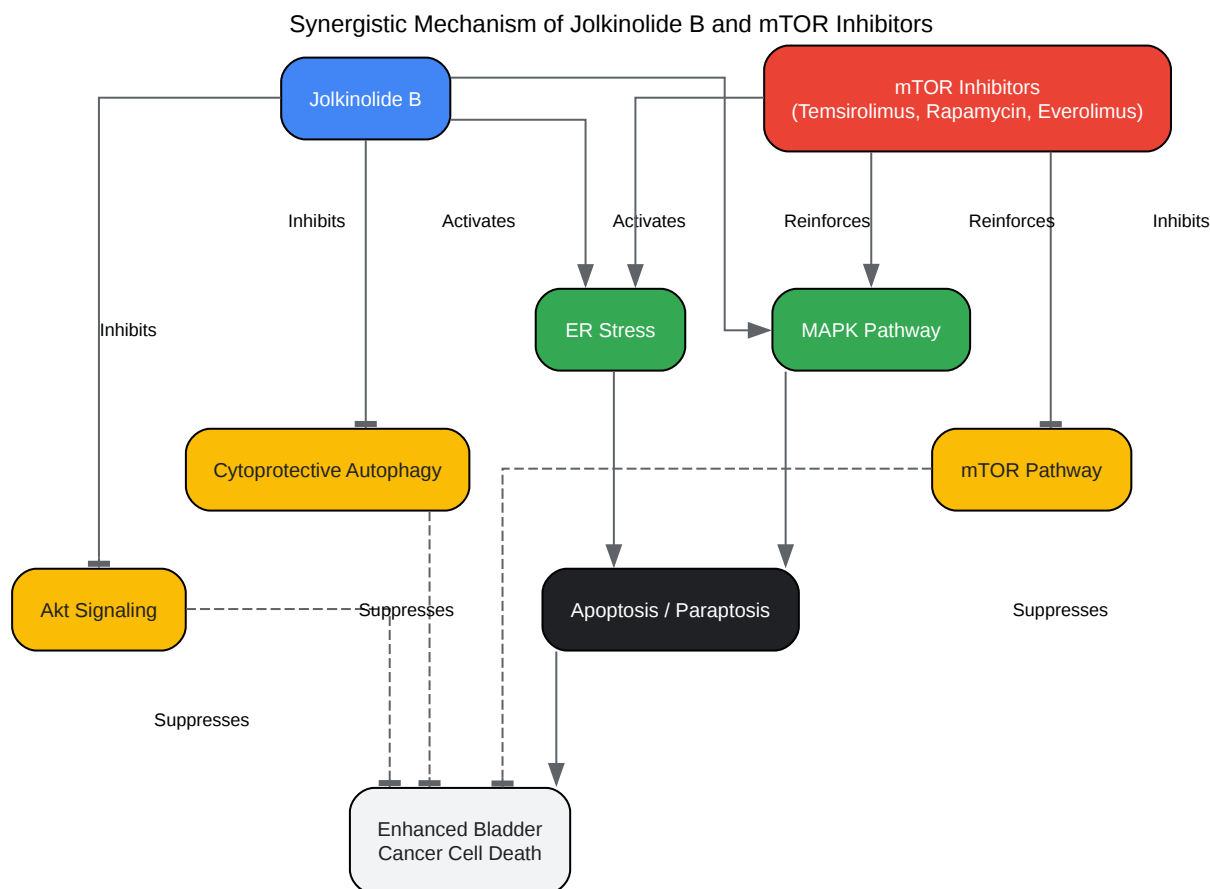 Synergistic Mechanism of Jolkinolide B and mTOR Inhibitors
Jolkinolide B
mTOR Inhibitors
(Temsirolimus, Rapamycin, Everolimus)
Inhibits
Activates
Activates
Reinforces
Reinforces
Inhibits
Inhibits
ER Stress
MAPK Pathway
Cytoprotective Autophagy
mTOR Pathway
Akt Signaling
Suppresses
Apoptosis / Paraptosis
Suppresses
Suppresses
Enhanced Bladder
Cancer Cell Death